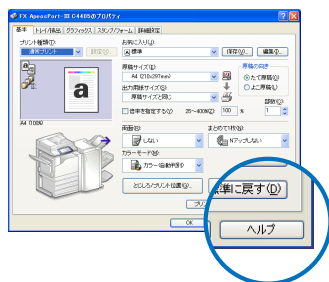 FX ApeosPort-III C4405のプロパティ
基本 トレイ/排出 グラフィックス スタンプ/フォーム 詳細設定
プリント種類(T)
通常プリント
お気に入り(J)
標準
保存(V)... 編集(I)...
原稿サイズ(E)
A4 (210x297mm)
原稿の向き
たて原稿(Q)
よこ原稿(L)
出力用紙サイズ(S)
原稿サイズと同じ
倍率を指定する(Y) 25～400%(Z) 100 %
部数(C)
1
A4 (100%)
両面(B)
しない
まとめて1枚(N)
Nアップしない
カラーモード(M)
カラー(自動判別)
とじしろ/プリント位置(G)...
標準に戻す(D)
OK
ヘルプ